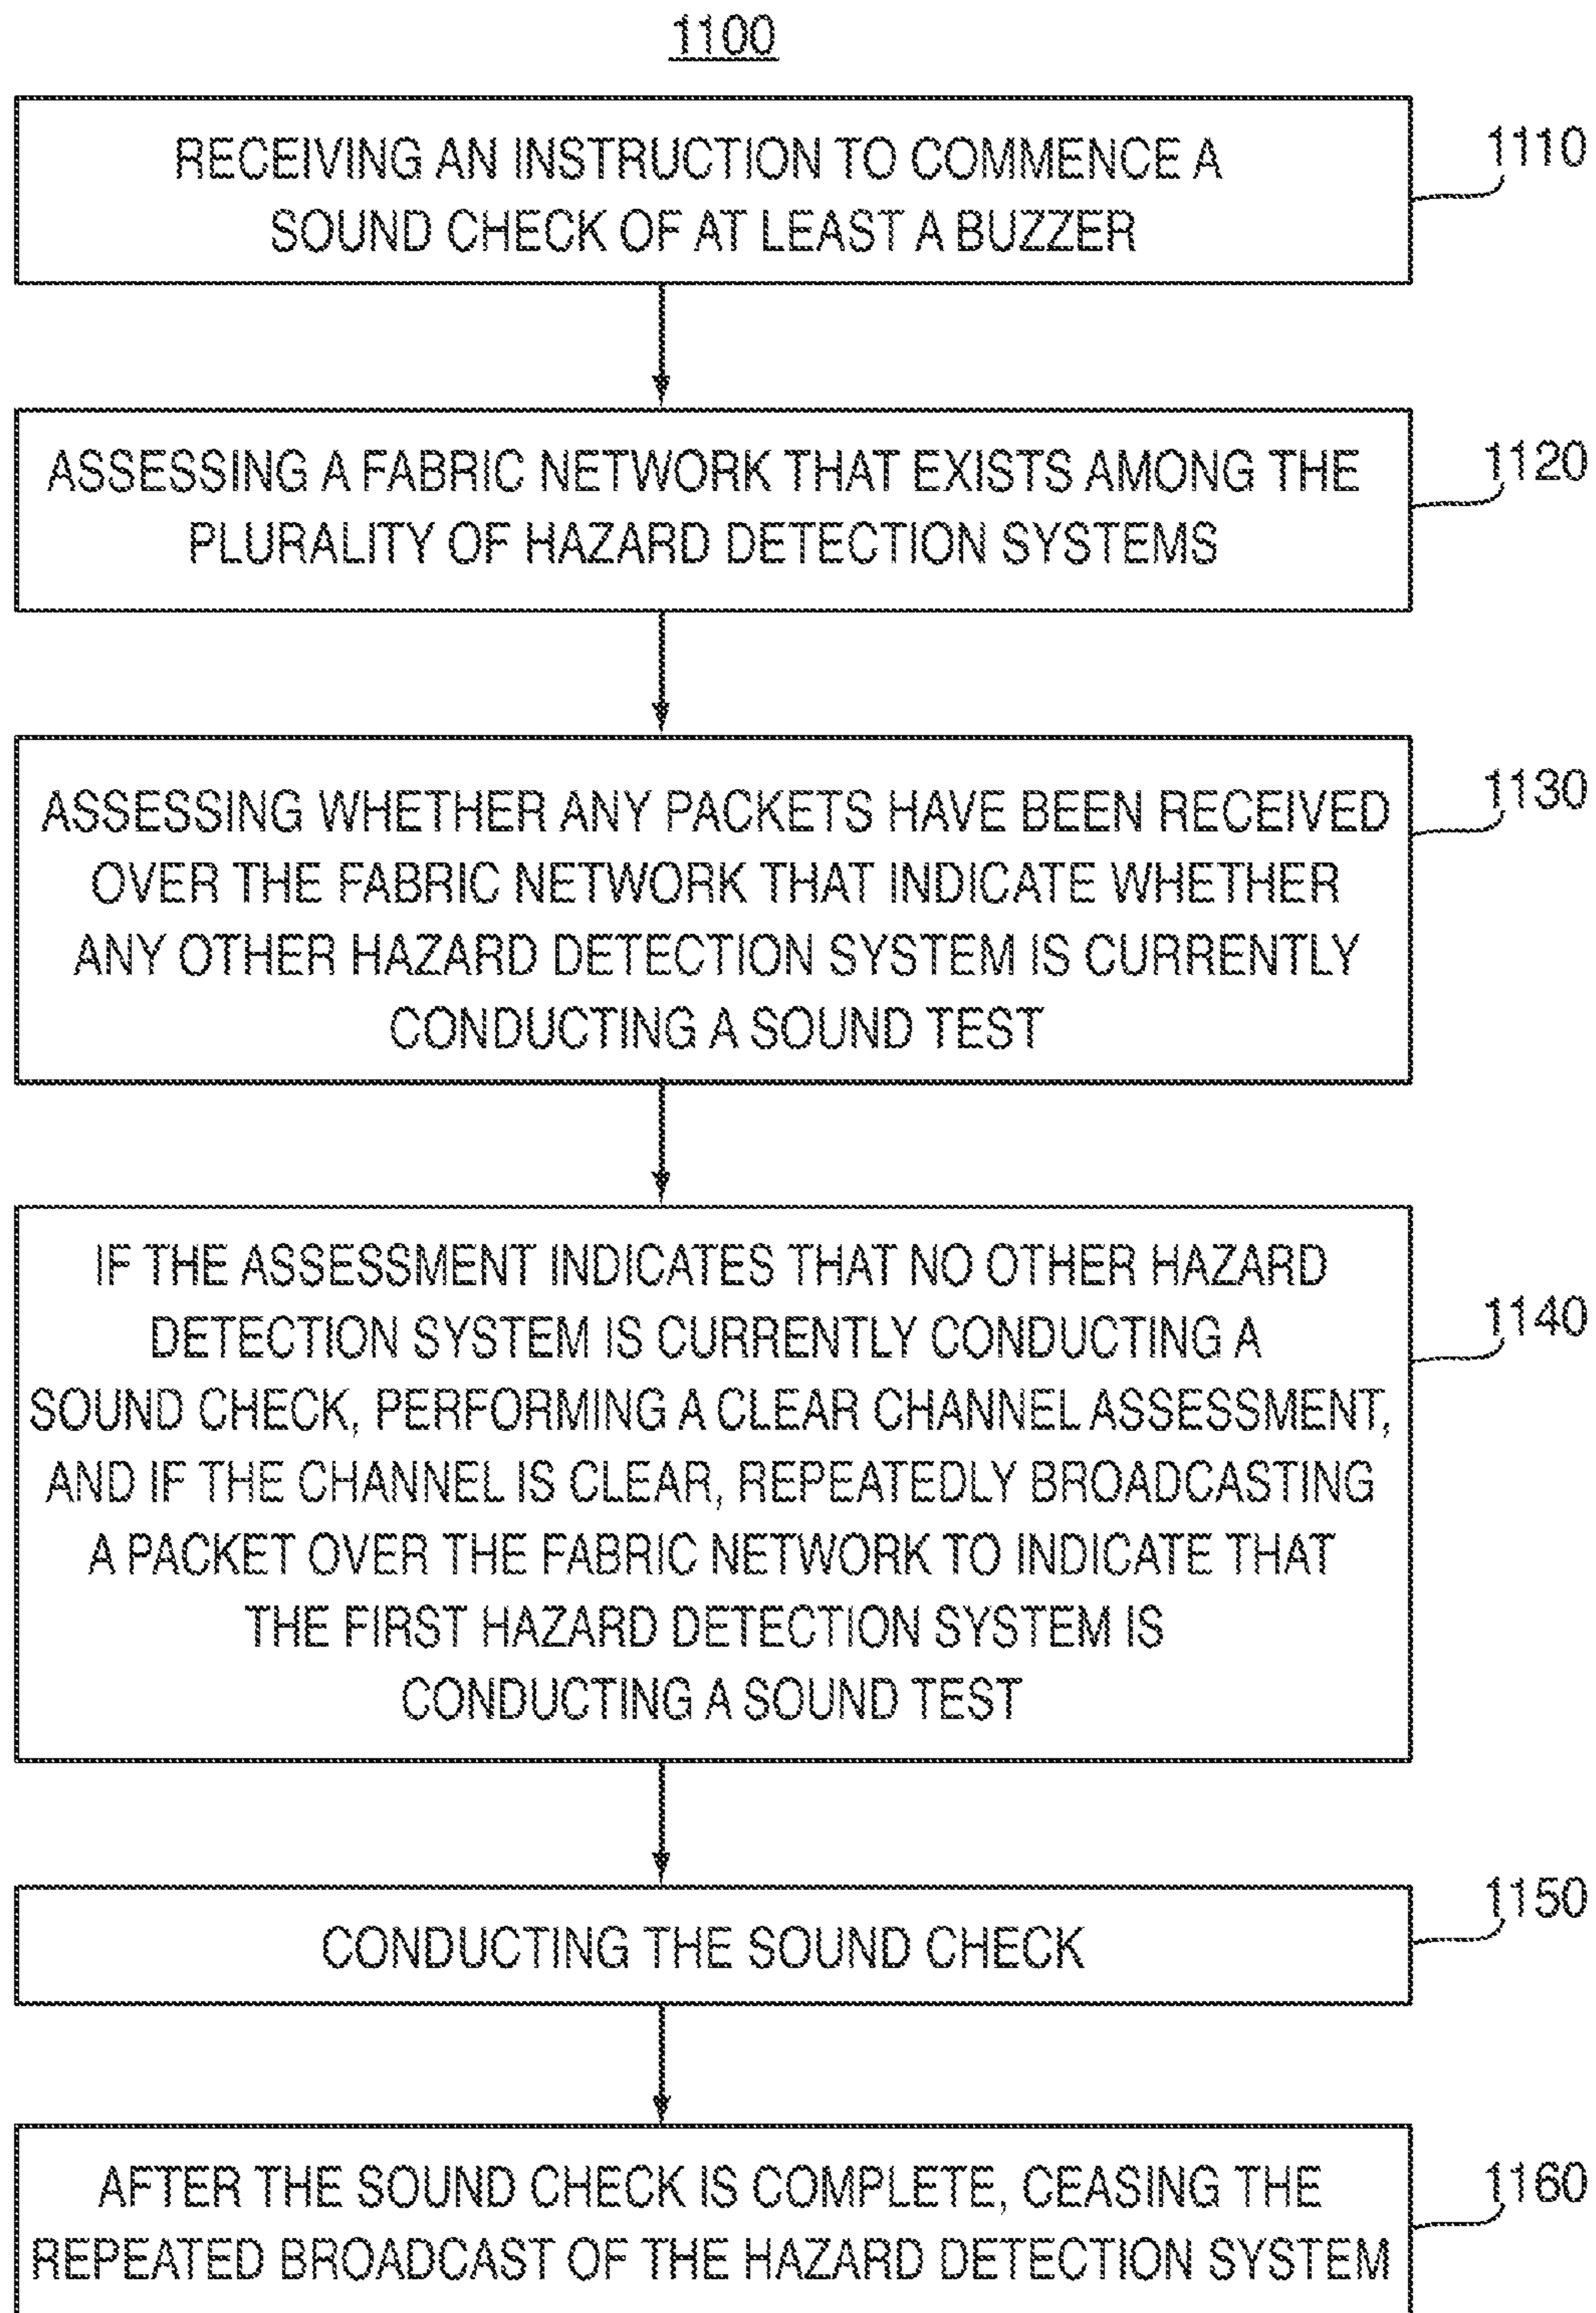 1100
RECEIVING AN INSTRUCTION TO COMMENCE A
SOUND CHECK OF AT LEAST A BUZZER
1110
ASSESSING A FABRIC NETWORK THAT EXISTS AMONG THE
PLURALITY OF HAZARD DETECTION SYSTEMS
1120
ASSESSING WHETHER ANY PACKETS HAVE BEEN RECEIVED
OVER THE FABRIC NETWORK THAT INDICATE WHETHER
ANY OTHER HAZARD DETECTION SYSTEM IS CURRENTLY
CONDUCTING A SOUND TEST
1130
IF THE ASSESSMENT INDICATES THAT NO OTHER HAZARD
DETECTION SYSTEM IS CURRENTLY CONDUCTING A
SOUND CHECK, PERFORMING A CLEAR CHANNEL ASSESSMENT,
AND IF THE CHANNEL IS CLEAR, REPEATEDLY BROADCASTING
A PACKET OVER THE FABRIC NETWORK TO INDICATE THAT
THE FIRST HAZARD DETECTION SYSTEM IS
CONDUCTING A SOUND TEST
1140
CONDUCTING THE SOUND CHECK
1150
AFTER THE SOUND CHECK IS COMPLETE, CEASING THE
REPEATED BROADCAST OF THE HAZARD DETECTION SYSTEM
1160